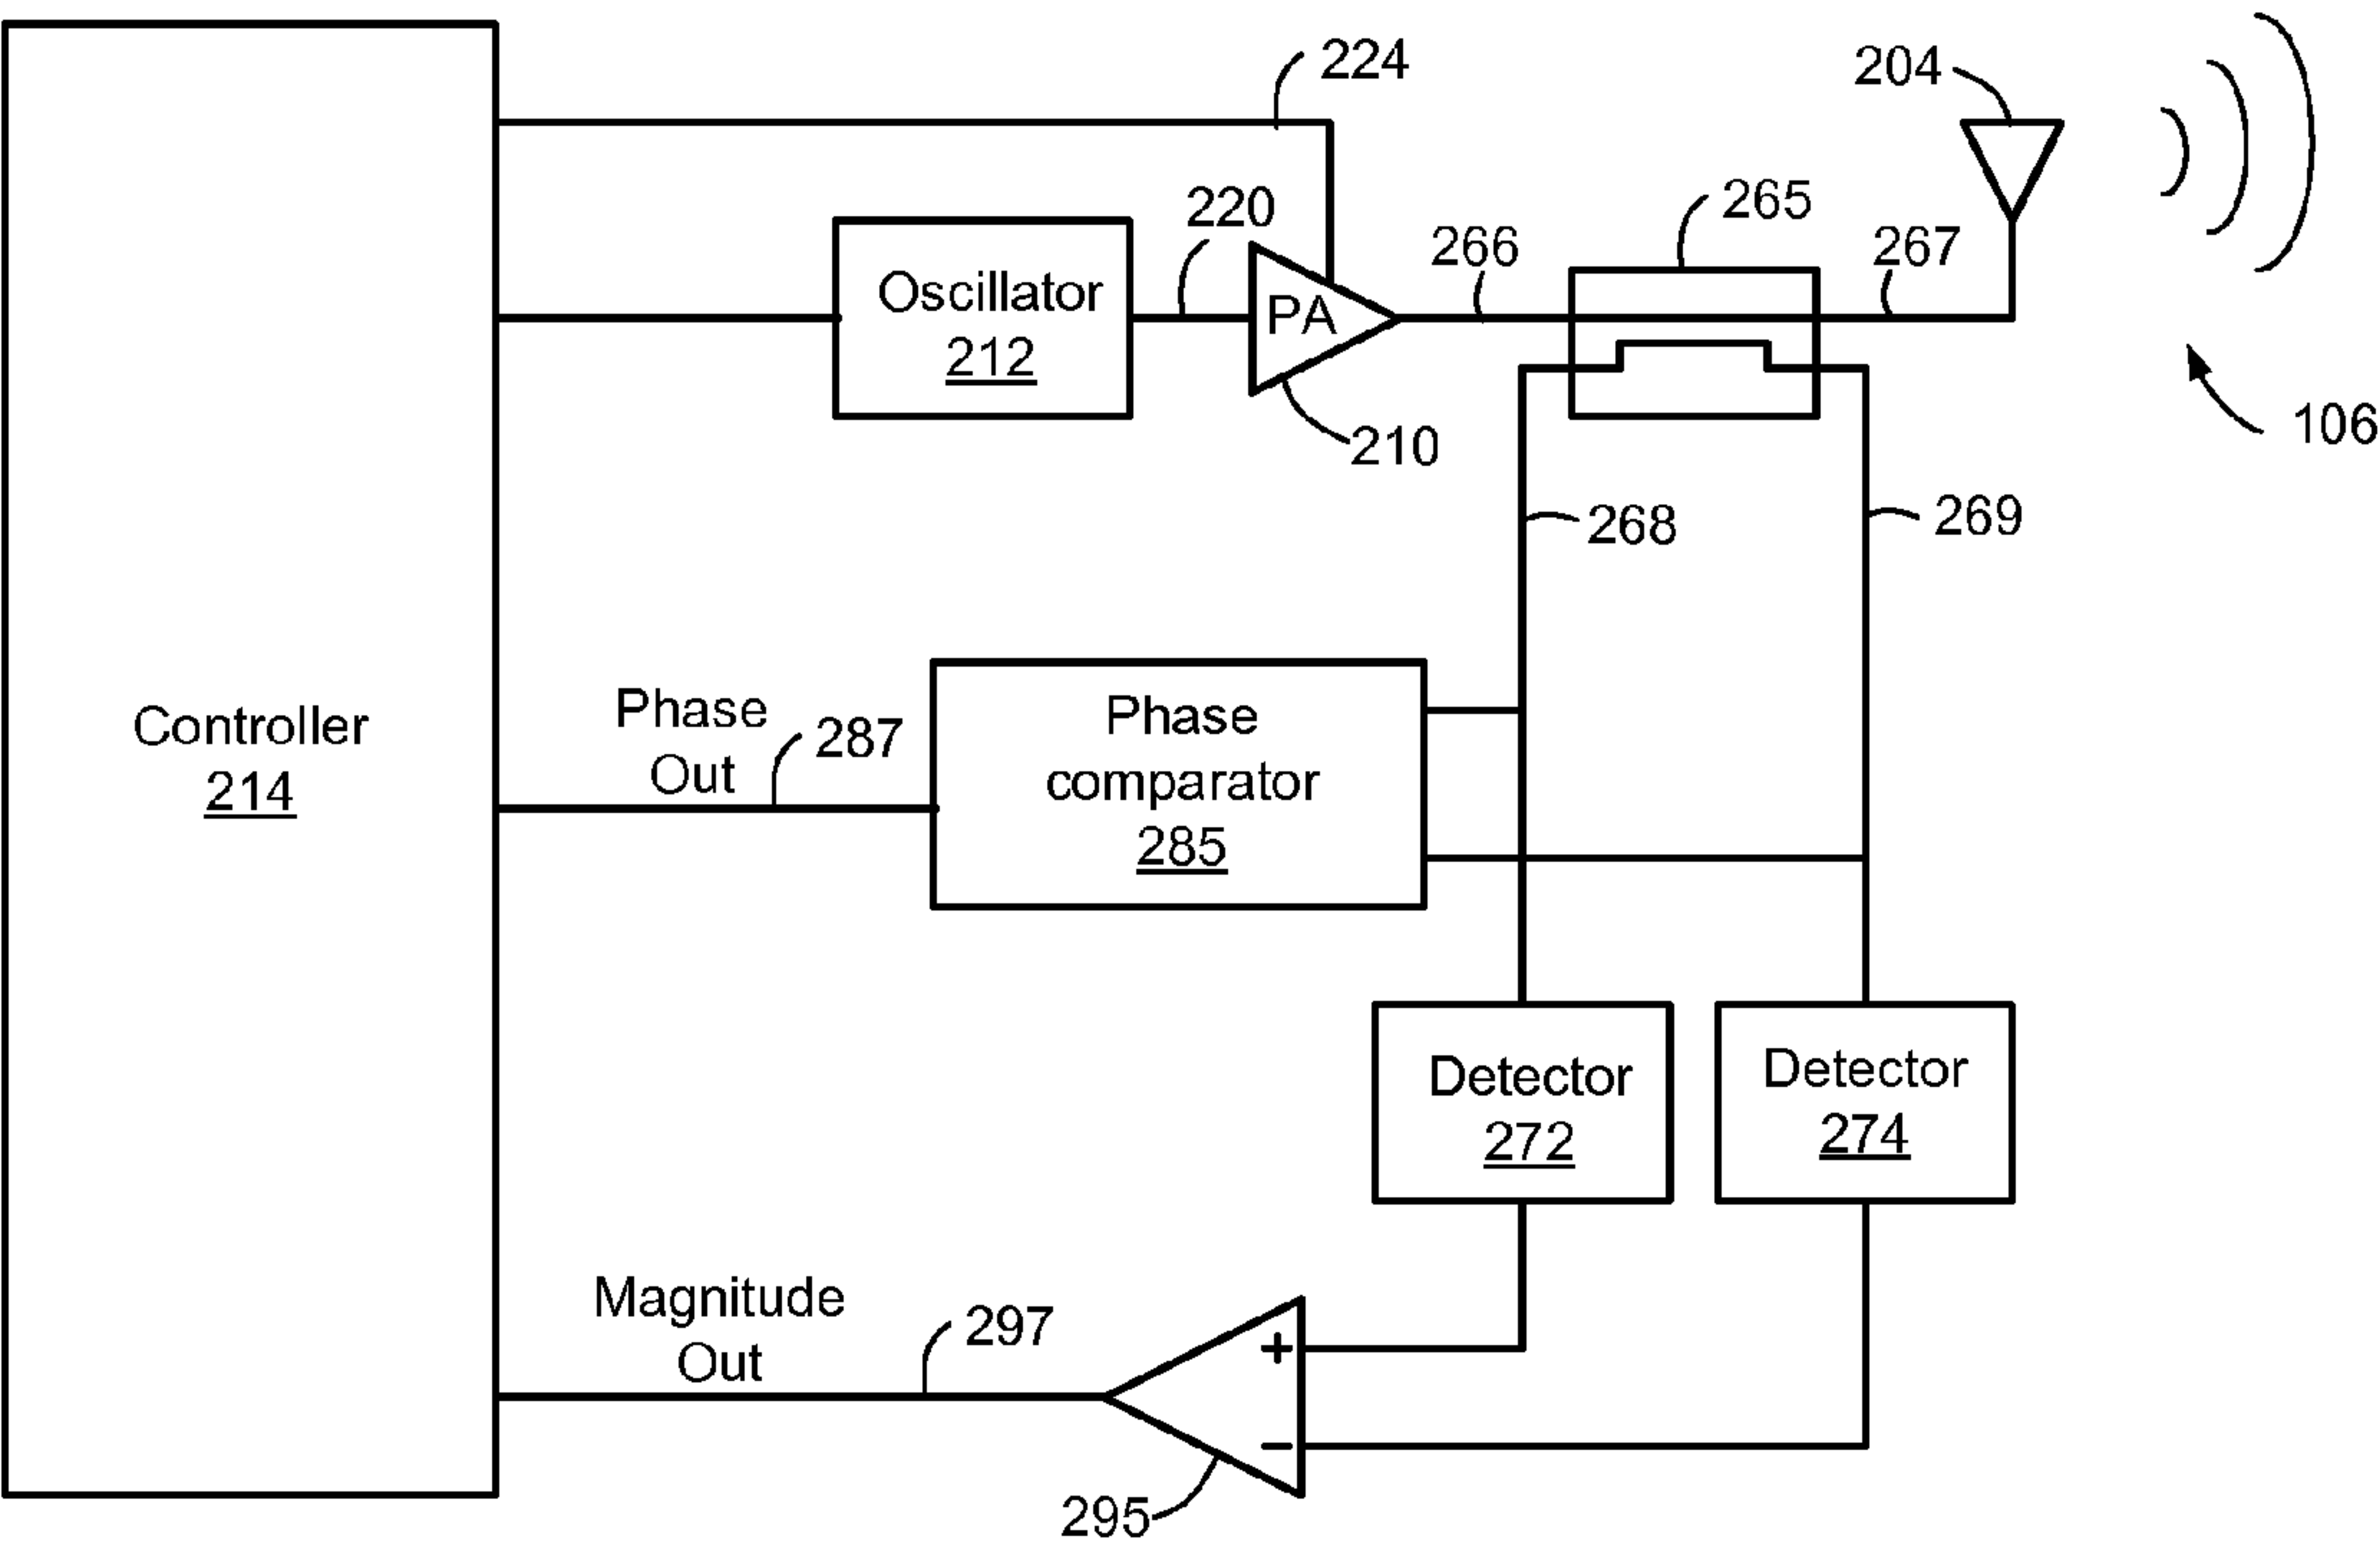 224
204
265
220
266
267
Oscillator
212
PA
210
106
268
269
Controller
214
Phase
Out
287
Phase
comparator
285
Detector
272
Detector
274
Magnitude
Out
297
+
−
295